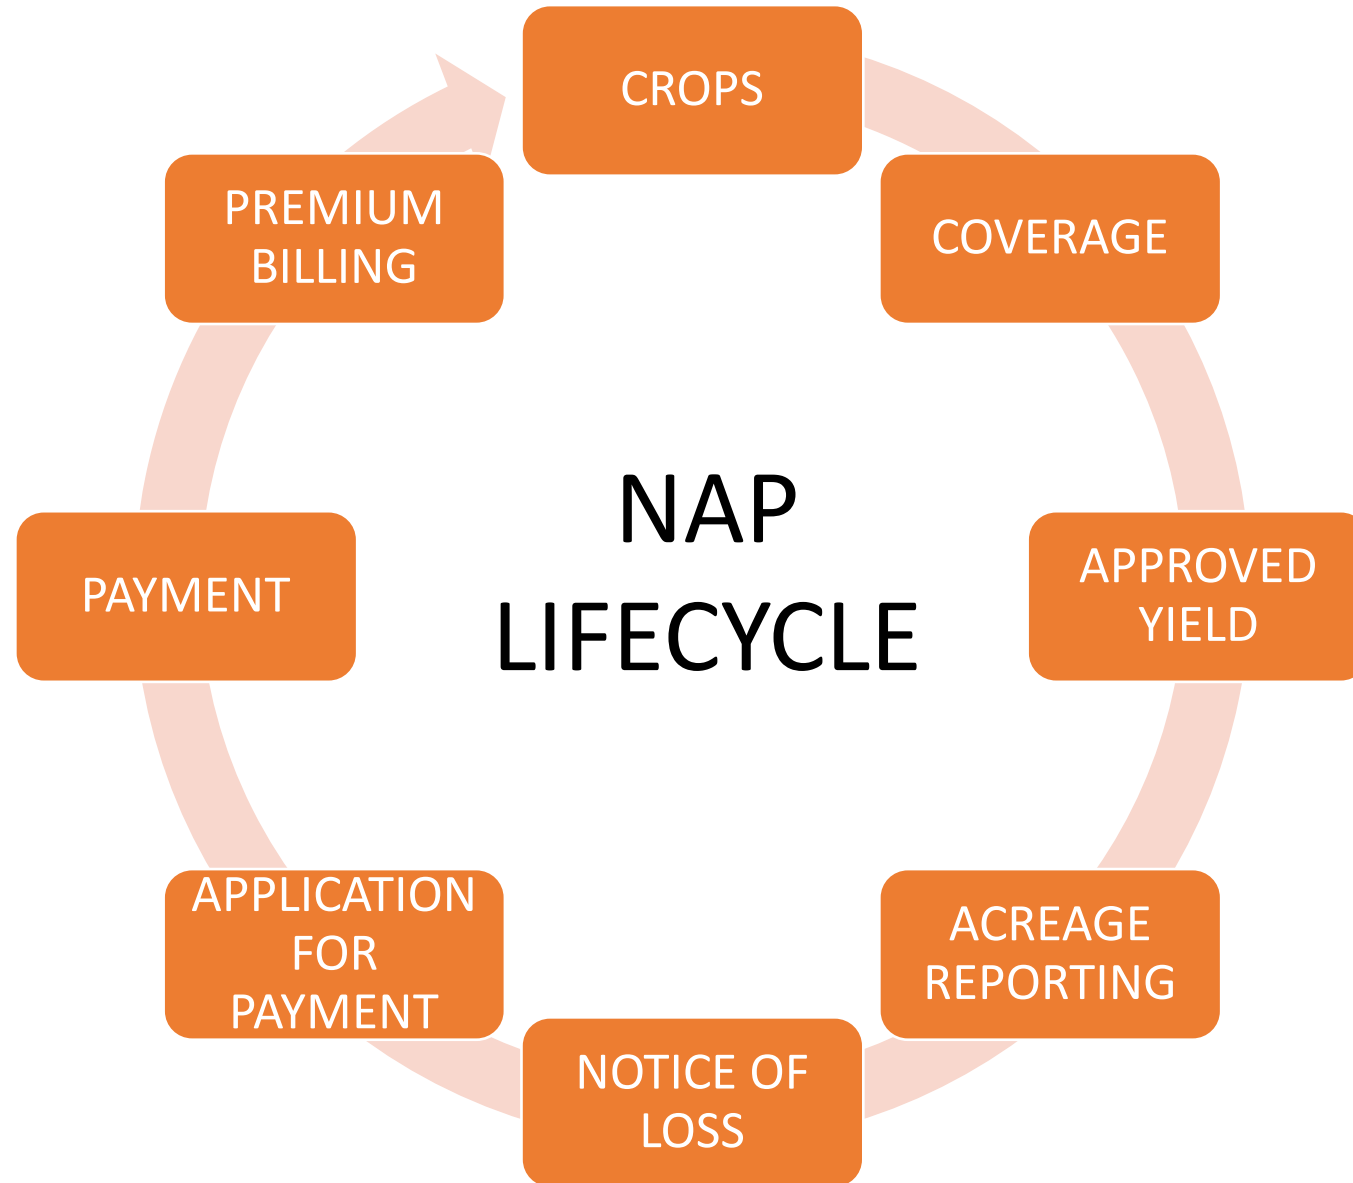 CROPS
COVERAGE
APPROVED
YIELD
ACREAGE
REPORTING
NOTICE OF
LOSS
APPLICATION
FOR
PAYMENT
PAYMENT
PREMIUM
BILLING
NAP
LIFECYCLE